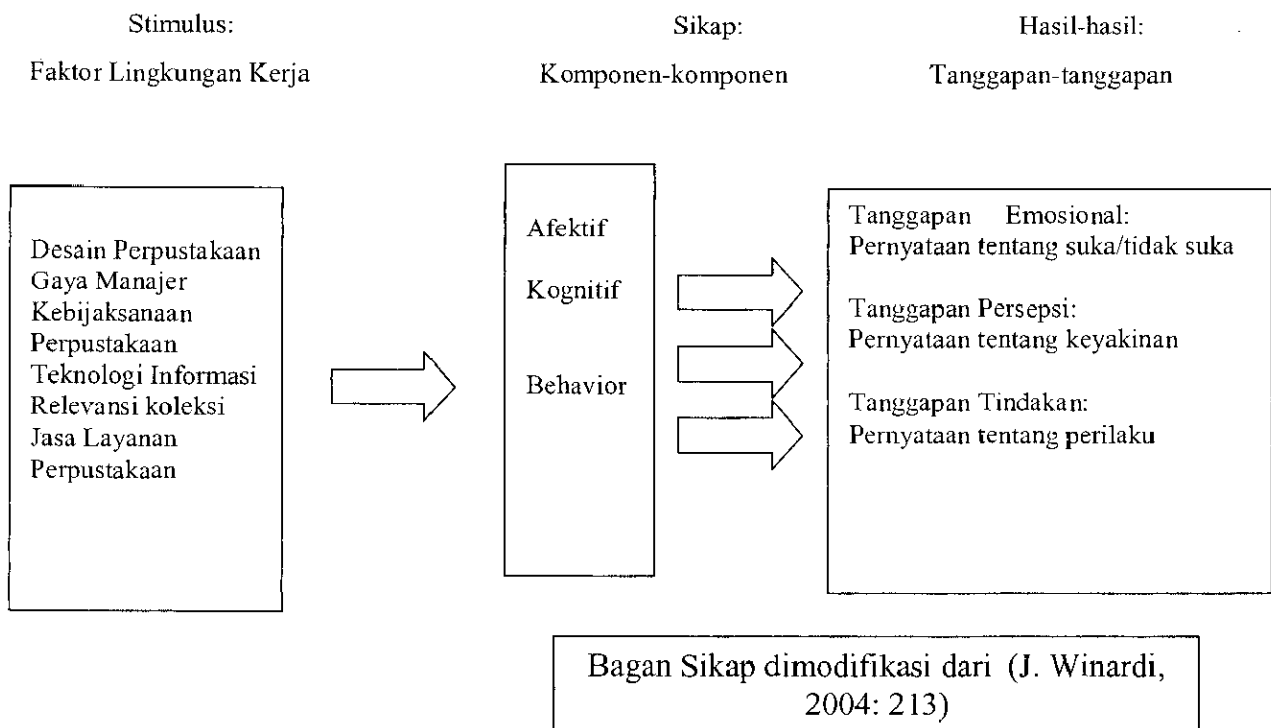 Stimulus:
Faktor Lingkungan Kerja
Sikap:
Komponen-komponen
Hasil-hasil:
Tanggapan-tanggapan
Desain Perpustakaan
Gaya Manajer
Kebijaksanaan
Perpustakaan
Teknologi Informasi
Relevansi koleksi
Jasa Layanan
Perpustakaan
Afektif
Kognitif
Behavior
Tanggapan Emosional:
Pernyataan tentang suka/tidak suka
Tanggapan Persepsi:
Pernyataan tentang keyakinan
Tanggapan Tindakan:
Pernyataan tentang perilaku
Bagan Sikap dimodifikasi dari (J. Winardi,
2004: 213)